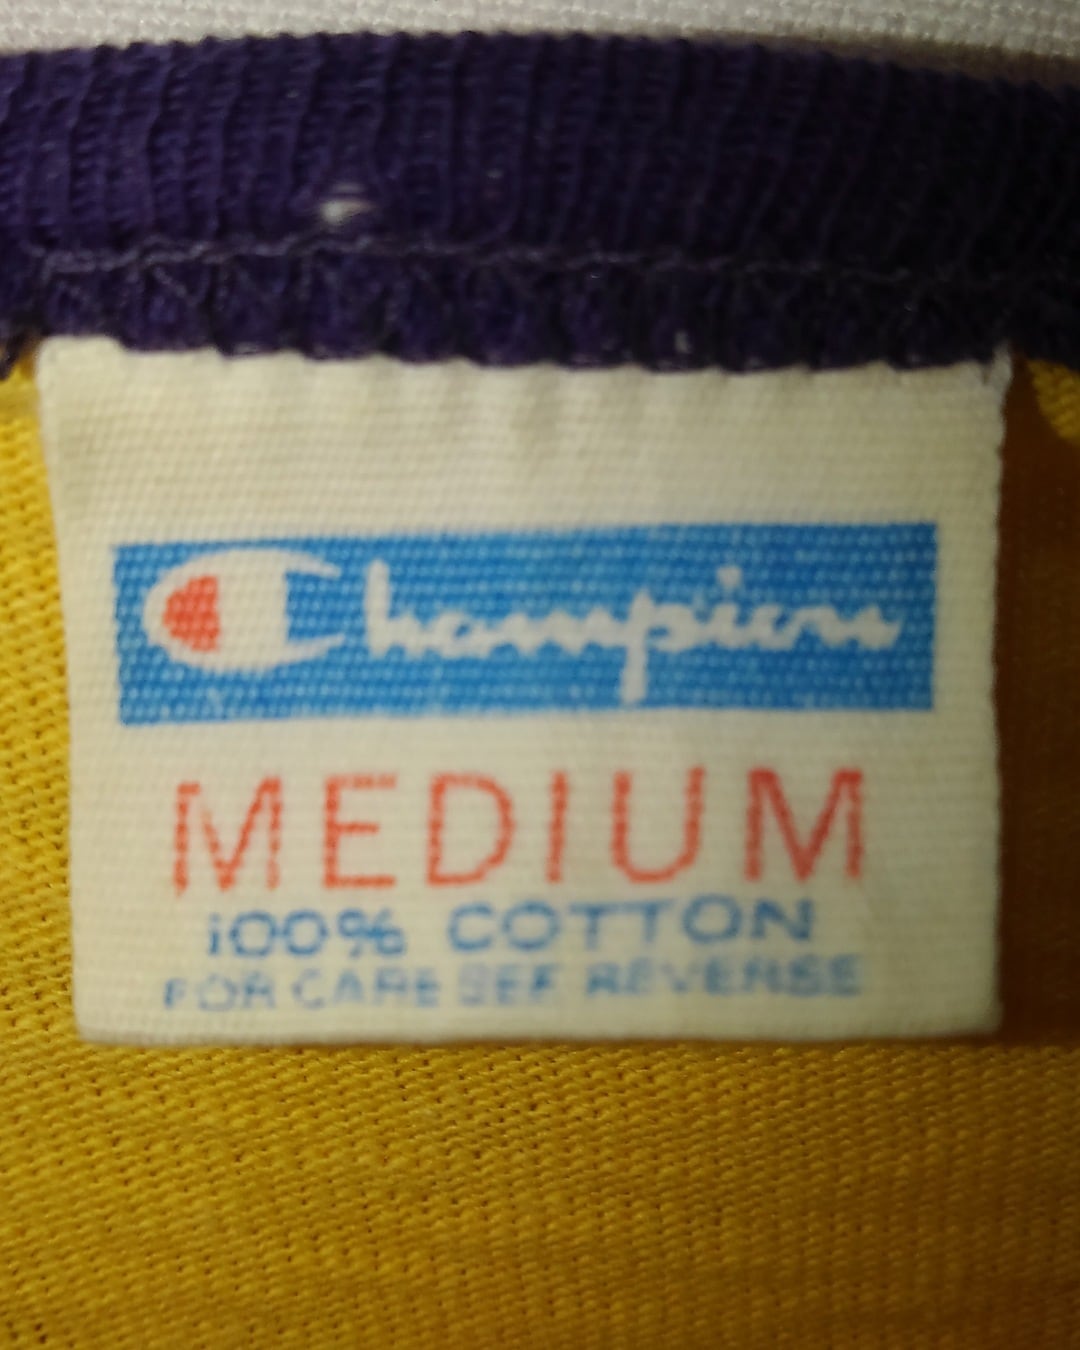 Champion
MEDIUM
100% COTTON
FOR CARE SEE REVERSE